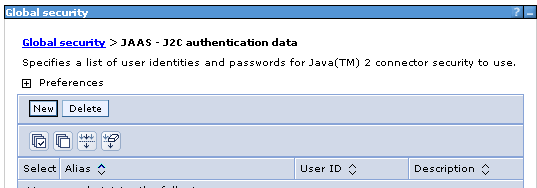 Global security
Global security > JAAS - J2C authentication data
Specifies a list of user identities and passwords for Java(TM) 2 connector security to use.
Preferences
New Delete
Select Alias User ID Description